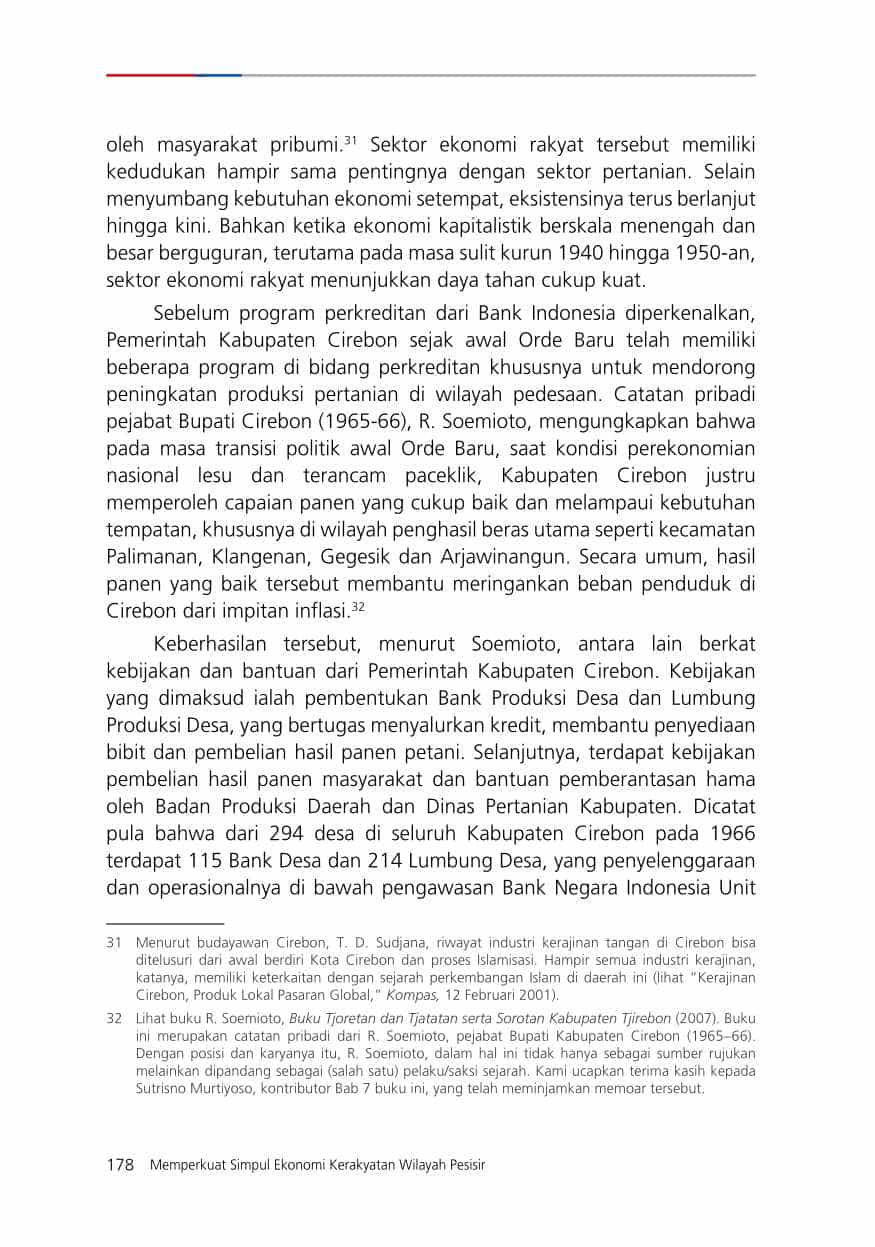 oleh masyarakat pribumi.31 Sektor ekonomi rakyat tersebut memiliki
kedudukan hampir sama pentingnya dengan sektor pertanian. Selain
menyumbang kebutuhan ekonomi setempat, eksistensinya terus berlanjut
hingga kini. Bahkan ketika ekonomi kapitalistik berskala menengah dan
besar berguguran, terutama pada masa sulit kurun 1940 hingga 1950-an,
sektor ekonomi rakyat menunjukkan daya tahan cukup kuat.
Sebelum program perkreditan dari Bank Indonesia diperkenalkan,
Pemerintah Kabupaten Cirebon sejak awal Orde Baru telah memiliki
beberapa program di bidang perkreditan khususnya untuk mendorong
peningkatan produksi pertanian di wilayah pedesaan. Catatan pribadi
pejabat Bupati Cirebon (1965-66), R. Soemioto, mengungkapkan bahwa
pada masa transisi politik awal Orde Baru, saat kondisi perekonomian
nasional lesu dan terancam paceklik, Kabupaten Cirebon justru
memperoleh capaian panen yang cukup baik dan melampaui kebutuhan
tempatan, khususnya di wilayah penghasil beras utama seperti kecamatan
Palimanan, Klangenan, Gegesik dan Arjawinangun. Secara umum, hasil
panen yang baik tersebut membantu meringankan beban penduduk di
Cirebon dari impitan inflasi.32
Keberhasilan tersebut, menurut Soemioto, antara lain berkat
kebijakan dan bantuan dari Pemerintah Kabupaten Cirebon. Kebijakan
yang dimaksud ialah pembentukan Bank Produksi Desa dan Lumbung
Produksi Desa, yang bertugas menyalurkan kredit, membantu penyediaan
bibit dan pembelian hasil panen petani. Selanjutnya, terdapat kebijakan
pembelian hasil panen masyarakat dan bantuan pemberantasan hama
oleh Badan Produksi Daerah dan Dinas Pertanian Kabupaten. Dicatat
pula bahwa dari 294 desa di seluruh Kabupaten Cirebon pada 1966
terdapat 115 Bank Desa dan 214 Lumbung Desa, yang penyelenggaraan
dan operasionalnya di bawah pengawasan Bank Negara Indonesia Unit
31 Menurut budayawan Cirebon, T. D. Sudjana, riwayat industri kerajinan tangan di Cirebon bisa
ditelusuri dari awal berdiri Kota Cirebon dan proses Islamisasi. Hampir semua industri kerajinan,
katanya, memiliki keterkaitan dengan sejarah perkembangan Islam di daerah ini (lihat “Kerajinan
Cirebon, Produk Lokal Pasaran Global,” Kompas, 12 Februari 2001).
32 Lihat buku R. Soemioto, Buku Tjoretan dan Tjatatan serta Sorotan Kabupaten Tjirebon (2007). Buku
ini merupakan catatan pribadi dari R. Soemioto, pejabat Bupati Kabupaten Cirebon (1965–66).
Dengan posisi dan karyanya itu, R. Soemioto, dalam hal ini tidak hanya sebagai sumber rujukan
melainkan dipandang sebagai (salah satu) pelaku/saksi sejarah. Kami ucapkan terima kasih kepada
Sutrisno Murtiyoso, kontributor Bab 7 buku ini, yang telah meminjamkan memoar tersebut.
178 Memperkuat Simpul Ekonomi Kerakyatan Wilayah Pesisir